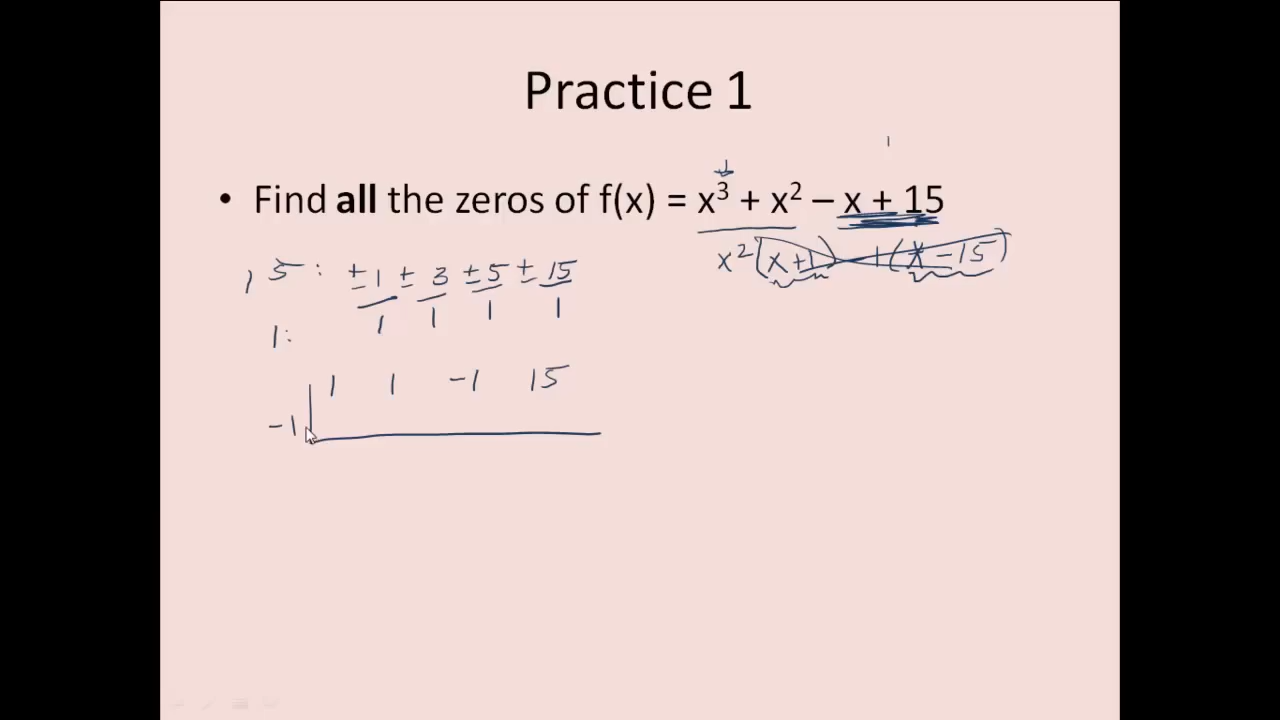 Practice 1
• Find all the zeros of f(x) = x³ + x² – x + 15
x²(x+1) –1(x –15)
15: ±1 ±3 ±5 ±15
1 1 1 1
1:
1 1 -1 15
-1